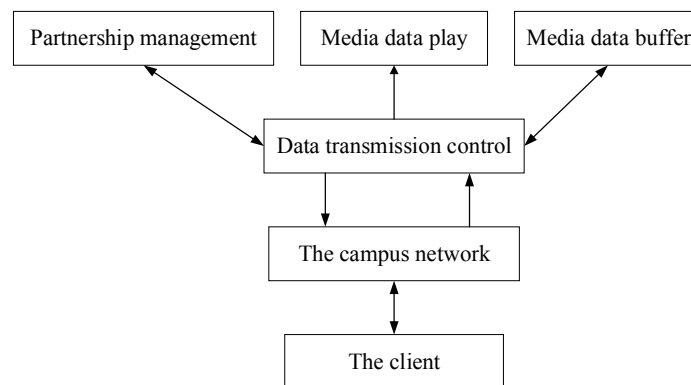 Partnership management
Media data play
Media data buffer
Data transmission control
The campus network
The client